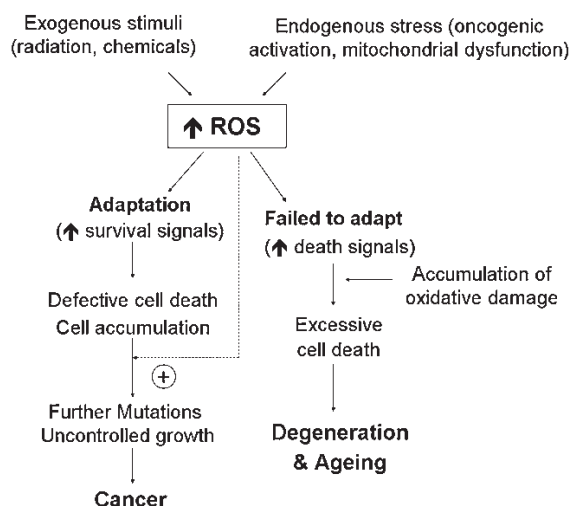 Exogenous stimuli
(radiation, chemicals)
Endogenous stress (oncogenic
activation, mitochondrial dysfunction)
↑ ROS
Adaptation
(↑ survival signals)
Failed to adapt
(↑ death signals)
Defective cell death
Cell accumulation
Accumulation of
oxidative damage
Excessive
cell death
+
Further Mutations
Uncontrolled growth
Degeneration
& Ageing
Cancer